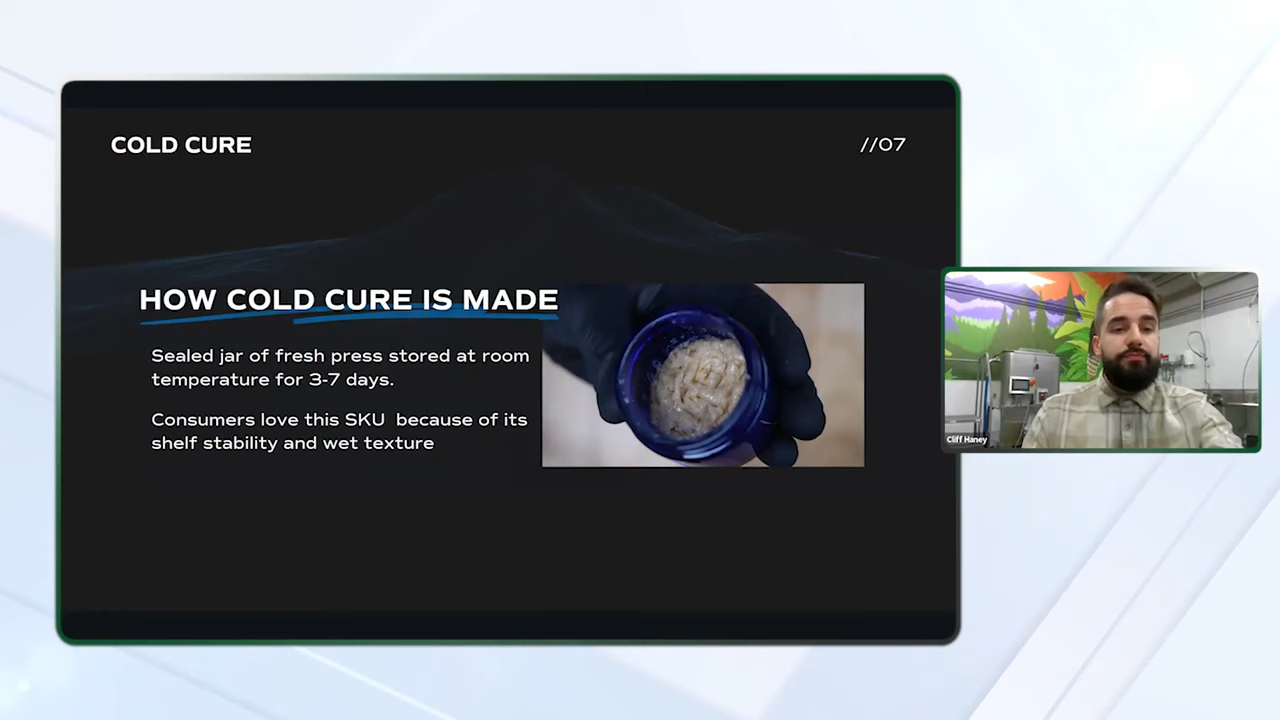 COLD CURE
//07
HOW COLD CURE IS MADE
Sealed jar of fresh press stored at room
temperature for 3-7 days.
Consumers love this SKU because of its
shelf stability and wet texture
Cliff Haney